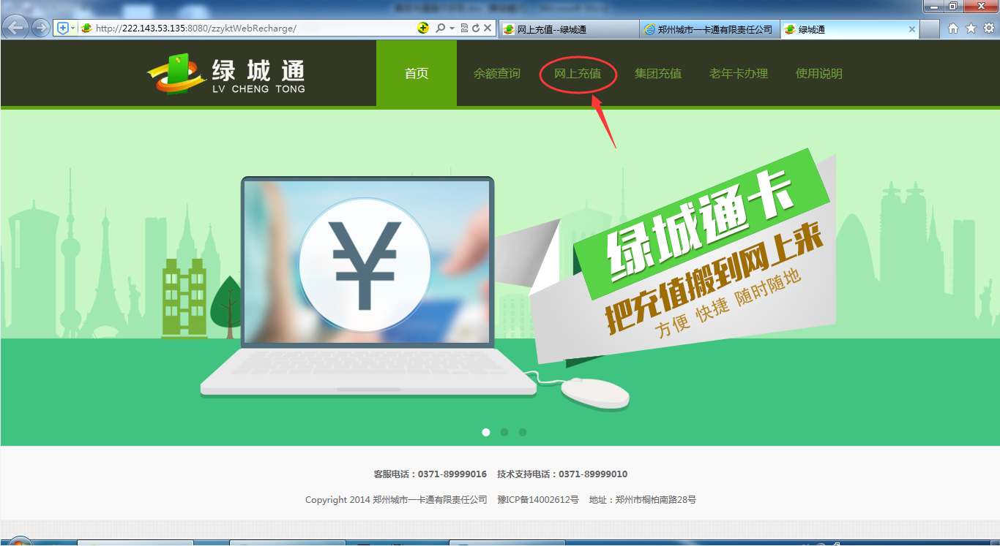 http://222.143.53.135:8080/zzyktWebRecharge/
网上充值--绿城通
郑州城市一卡通有限责任公司
绿城通
绿城通
LV CHENG TONG
首页
余额查询
网上充值
集团充值
老年卡办理
使用说明
¥
绿城通卡
把充值搬到网上来
方便 快捷 随时随地
客服电话：0371-89999016 技术支持电话：0371-89999010
Copyright 2014 郑州城市一卡通有限责任公司 豫ICP备14002612号 地址：郑州市桐柏南路28号